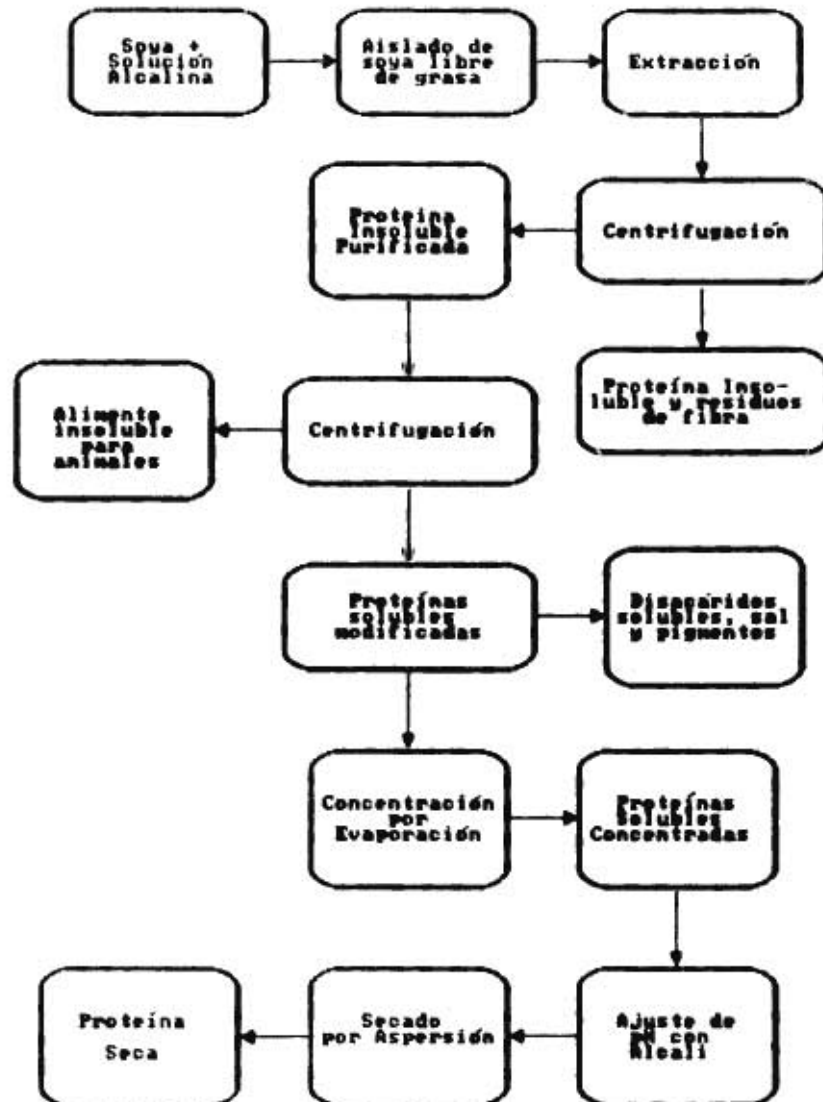 Soya +
Solución
Alcalina
Aislado de
soya libre
de grasa
Extracción
Proteina
Insoluble
Purificada
Centrifugación
Proteína Inso-
luble y residuos
de fibra
Alimento
insoluble
para
animales
Centrifugación
Proteínas
solubles
modificadas
Disacáridos
solubles, sal
y pigmentos
Concentración
por
Evaporación
Proteínas
Solubles
Concentradas
Proteína
Seca
Secado
por Aspersión
Ajuste de
pH con
Alcali